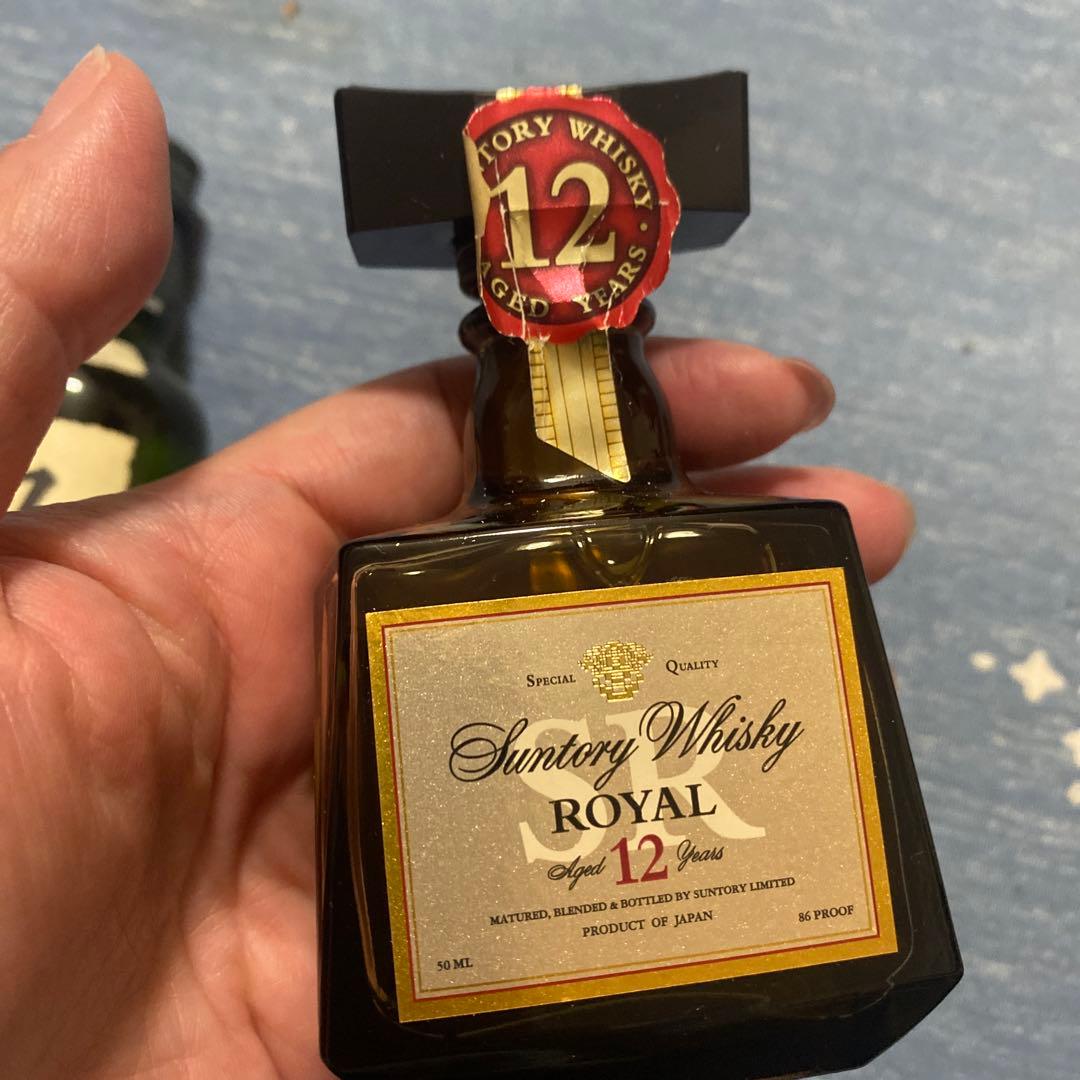 TORY WHISKY ·
12
AGED YEARS
SPECIAL QUALITY
SR
Suntory Whisky
ROYAL
Aged 12 Years
MATURED, BLENDED & BOTTLED BY SUNTORY LIMITED
PRODUCT OF JAPAN
86 PROOF
50 ML